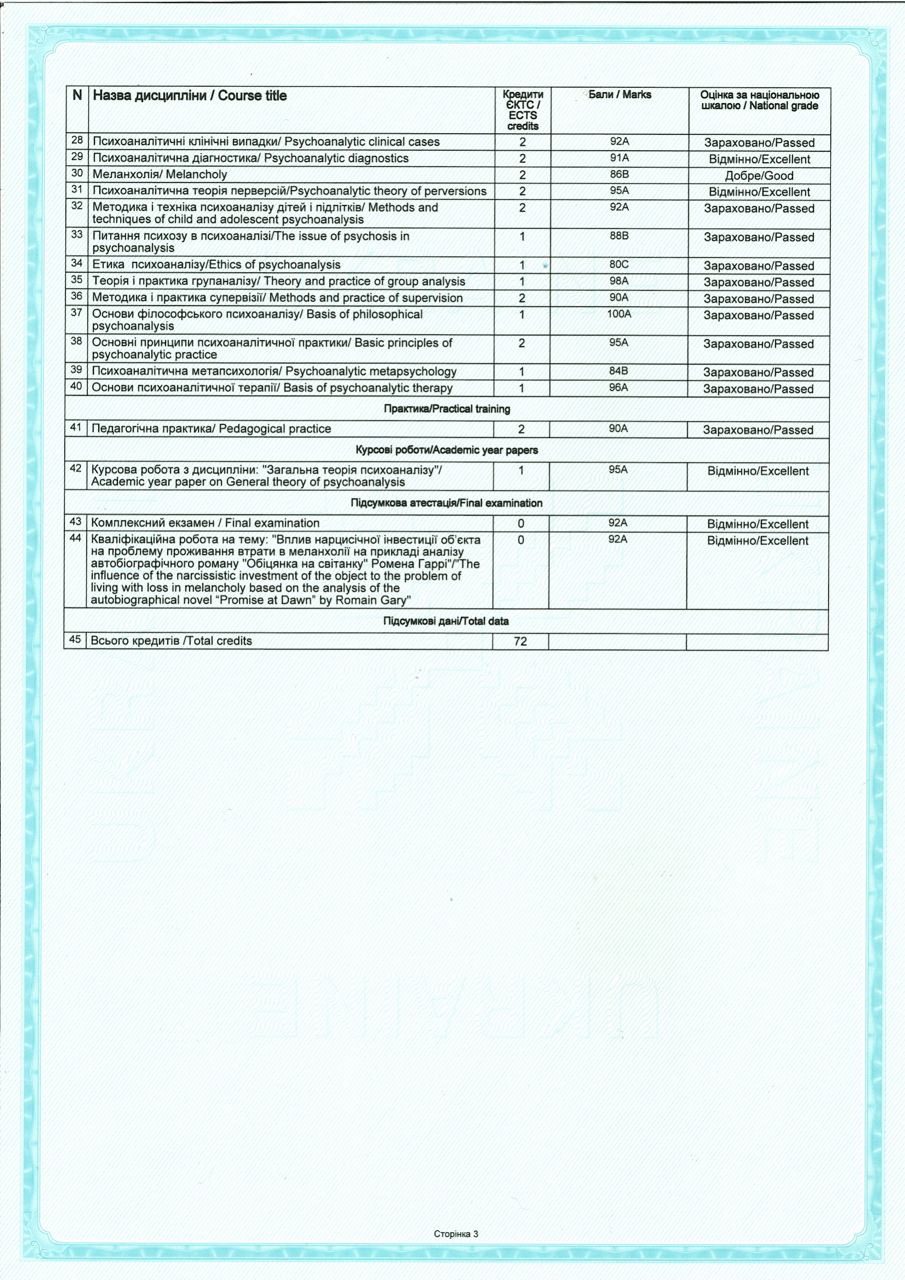 N Назва дисципліни / Course title Кредити ЄКТС / ECTS credits Бали / Marks Оцінка за національною шкалою / National grade
28 Психоаналітичні клінічні випадки/ Psychoanalytic clinical cases 2 92A Зараховано/Passed
29 Психоаналітична діагностика/ Psychoanalytic diagnostics 2 91A Відмінно/Excellent
30 Меланхолія/ Melancholy 2 86B Добре/Good
31 Психоаналітична теорія перверсій/Psychoanalytic theory of perversions 2 95A Відмінно/Excellent
32 Методика і техніка психоаналізу дітей і підлітків/ Methods and 2 92A Зараховано/Passed
techniques of child and adolescent psychoanalysis
33 Питання психозу в психоаналізі/The issue of psychosis in 1 88B Зараховано/Passed
psychoanalysis
34 Етика психоаналізу/Ethics of psychoanalysis 1 80C Зараховано/Passed
35 Теорія і практика групаналізу/ Theory and practice of group analysis 1 98A Зараховано/Passed
36 Методика і практика супервізії/ Methods and practice of supervision 2 90A Зараховано/Passed
37 Основи філософського психоаналізу/ Basis of philosophical 1 100A Зараховано/Passed
psychoanalysis
38 Основні принципи психоаналітичної практики/ Basic principles of 2 95A Зараховано/Passed
psychoanalytic practice
39 Психоаналітична метапсихологія/ Psychoanalytic metapsychology 1 84B Зараховано/Passed
40 Основи психоаналітичної терапії/ Basis of psychoanalytic therapy 1 96A Зараховано/Passed
Практика/Practical training
41 Педагогічна практика/ Pedagogical practice 2 90A Зараховано/Passed
Курсові роботи/Academic year papers
42 Курсова робота з дисципліни: "Загальна теорія психоаналізу"/ 1 95A Відмінно/Excellent
Academic year paper on General theory of psychoanalysis
Підсумкова атестація/Final examination
43 Комплексний екзамен / Final examination 0 92A Відмінно/Excellent
44 Кваліфікаційна робота на тему: "Вплив нарцисичної інвестиції об'єкта 0 92A Відмінно/Excellent
на проблему проживання втрати в меланхолії на прикладі аналізу
автобіографічного роману "Обіцянка на світанку" Ромена Гаррі"/"The
influence of the narcissistic investment of the object to the problem of
living with loss in melancholy based on the analysis of the
autobiographical novel “Promise at Dawn” by Romain Gary"
Підсумкові дані/Total data
45 Всього кредитів /Total credits 72
UKRAINE
Сторінка 3